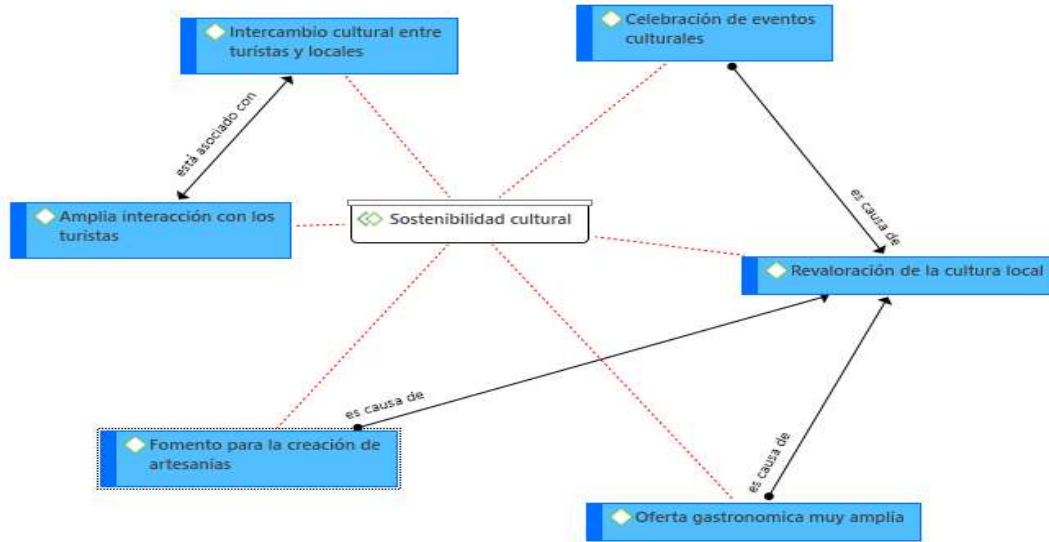 Intercambio cultural entre
turistas y locales
Celebración de eventos
culturales
está asociado con
Amplia interacción con los
turistas
Sostenibilidad cultural
es causa de
Revaloración de la cultura local
es causa de
Fomento para la creación de
artesanias
es causa de
Oferta gastronomica muy amplia